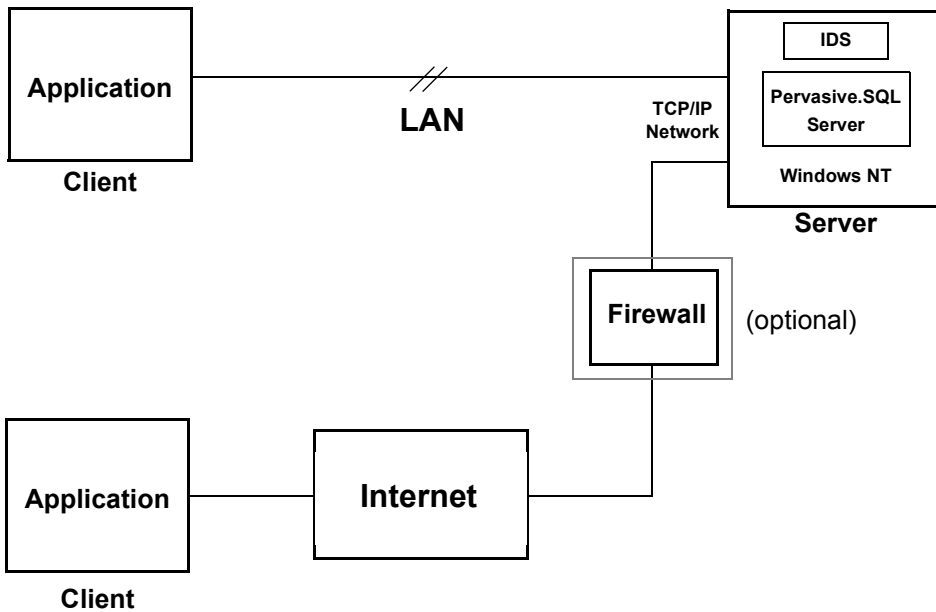 IDS
Application
Pervasive.SQL
Server
LAN
TCP/IP
Network
Client
Windows NT
Server
Firewall
(optional)
Application
Internet
Client